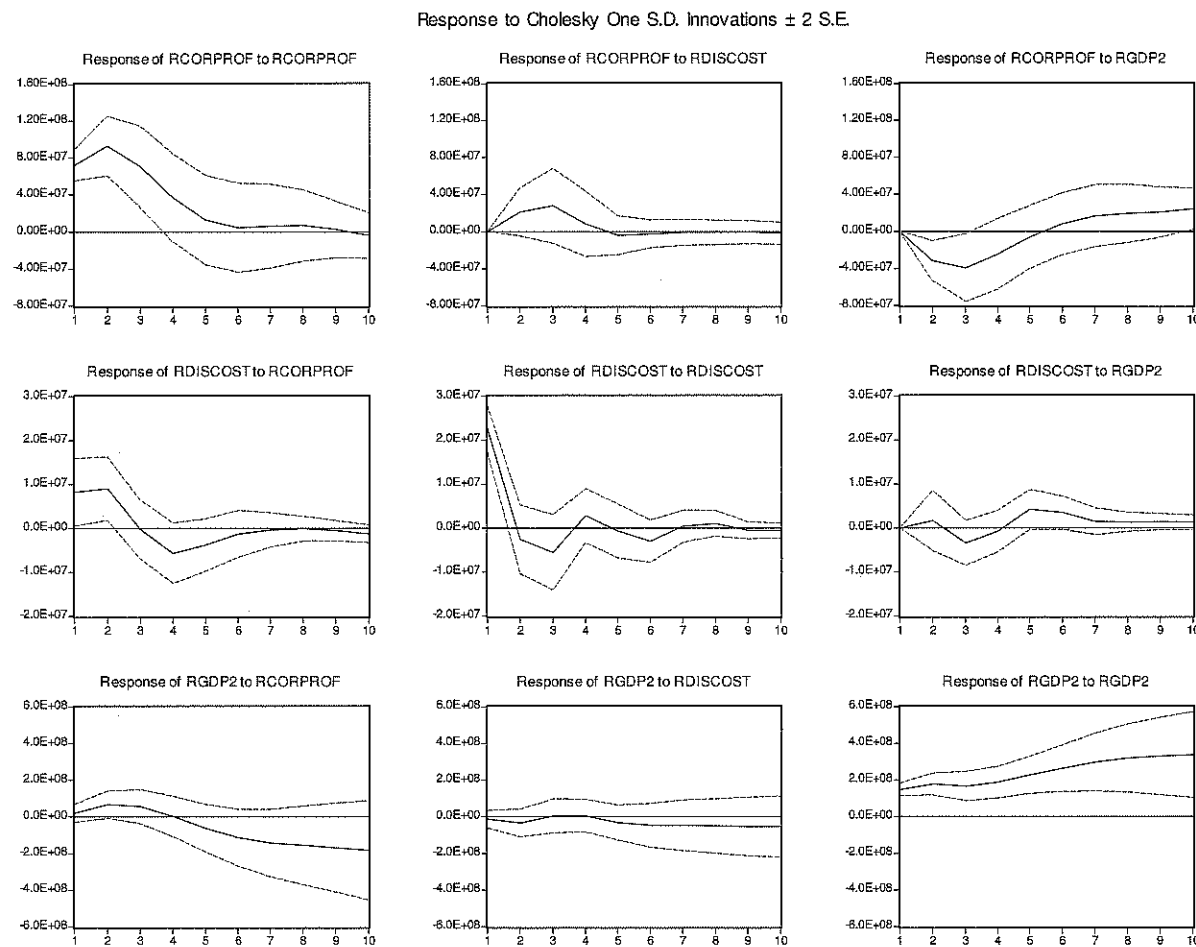 Response to Cholesky One S.D. Innovations ± 2 S.E.
Response of RCORPROF to RCORPROF
1.60E+08
1.20E+08
8.00E+07
4.00E+07
0.00E+00
-4.00E+07
-8.00E+07
1 2 3 4 5 6 7 8 9 10
Response of RCORPROF to RDISCOST
1.60E+08
1.20E+08
8.00E+07
4.00E+07
0.00E+00
-4.00E+07
-8.00E+07
1 2 3 4 5 6 7 8 9 10
Response of RCORPROF to RGDP2
1.60E+08
1.20E+08
8.00E+07
4.00E+07
0.00E+00
-4.00E+07
-8.00E+07
1 2 3 4 5 6 7 8 9 10
Response of RDISCOST to RCORPROF
3.0E+07
2.0E+07
1.0E+07
0.0E+00
-1.0E+07
-2.0E+07
1 2 3 4 5 6 7 8 9 10
Response of RDISCOST to RDISCOST
3.0E+07
2.0E+07
1.0E+07
0.0E+00
-1.0E+07
-2.0E+07
1 2 3 4 5 6 7 8 9 10
Response of RDISCOST to RGDP2
3.0E+07
2.0E+07
1.0E+07
0.0E+00
-1.0E+07
-2.0E+07
1 2 3 4 5 6 7 8 9 10
Response of RGDP2 to RCORPROF
6.0E+08
4.0E+08
2.0E+08
0.0E+00
-2.0E+08
-4.0E+08
-6.0E+08
1 2 3 4 5 6 7 8 9 10
Response of RGDP2 to RDISCOST
6.0E+08
4.0E+08
2.0E+08
0.0E+00
-2.0E+08
-4.0E+08
-6.0E+08
1 2 3 4 5 6 7 8 9 10
Response of RGDP2 to RGDP2
6.0E+08
4.0E+08
2.0E+08
0.0E+00
-2.0E+08
-4.0E+08
-6.0E+08
1 2 3 4 5 6 7 8 9 10